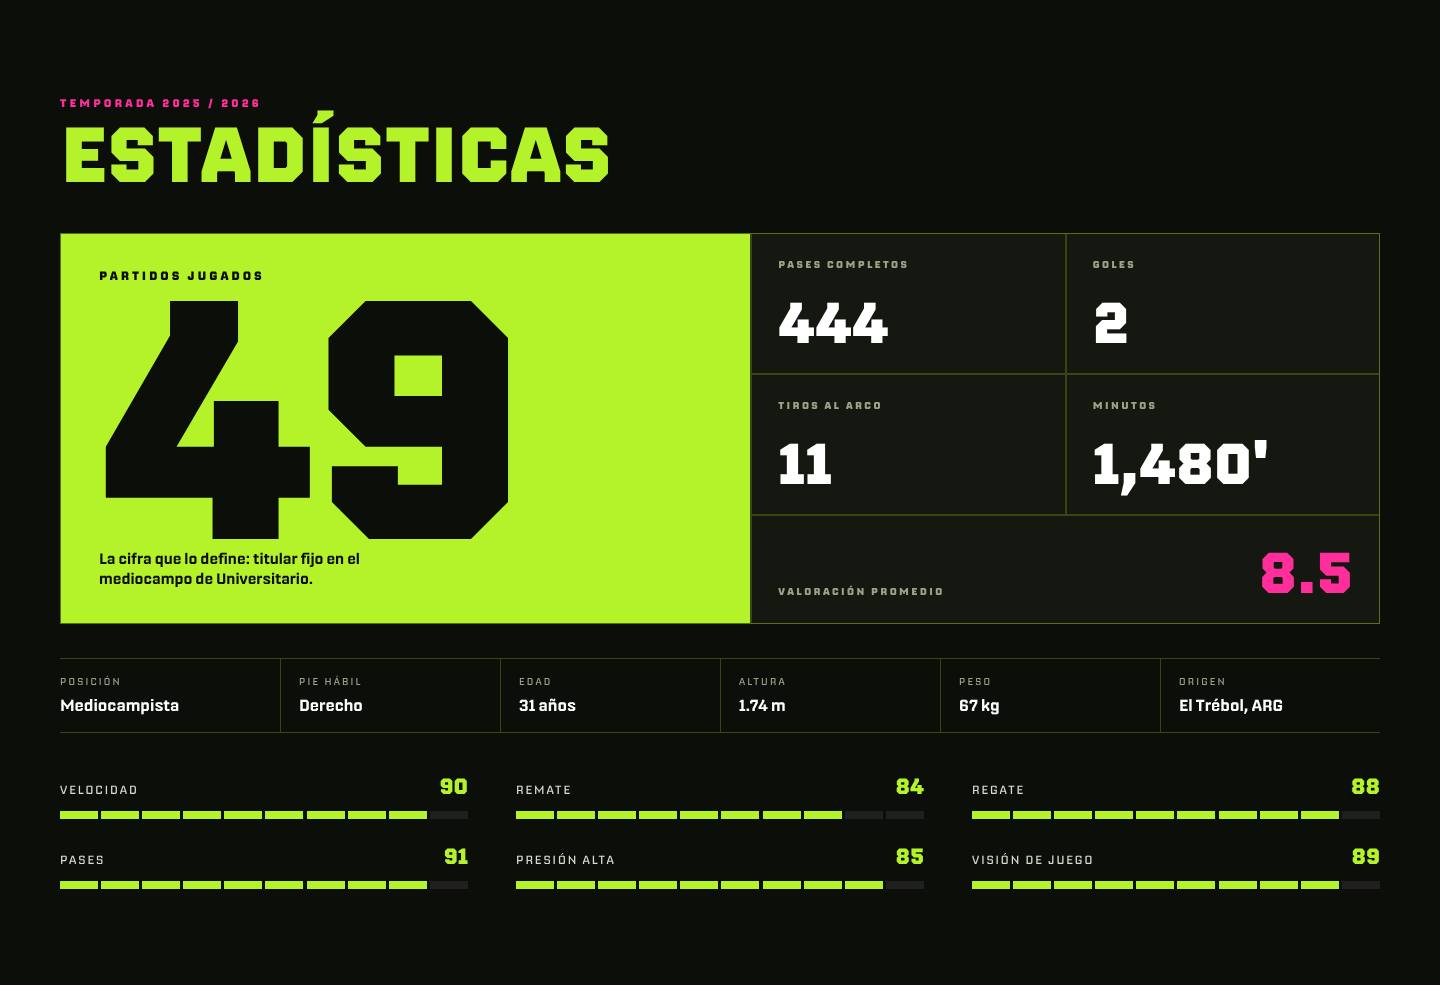 TEMPORADA 2025 / 2026
ESTADÍSTICAS
PARTIDOS JUGADOS
49
La cifra que lo define: titular fijo en el
mediocampo de Universitario.
PASES COMPLETOS
444
GOLES
2
TIROS AL ARCO
11
MINUTOS
1,480'
VALORACIÓN PROMEDIO
8.5
POSICIÓN
Mediocampista
PIE HÁBIL
Derecho
EDAD
31 años
ALTURA
1.74 m
PESO
67 kg
ORIGEN
El Trébol, ARG
VELOCIDAD
90
REMATE
84
REGATE
88
PASES
91
PRESIÓN ALTA
85
VISIÓN DE JUEGO
89